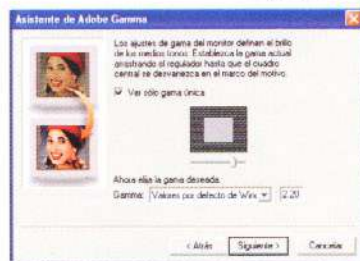 Asistente de Adobe Gamma
Los ajustes de gama del monitor definen el brillo
de los medios tonos. Establezca la gama actual
arrastrando el regulador hasta que el cuadro
central se desvanezca en el marco del motivo.
Ver sólo gama única
Ahora elija la gama deseada.
Gamma: Valores por defecto de Win 2.20
< Atrás Siguiente > Cancelar